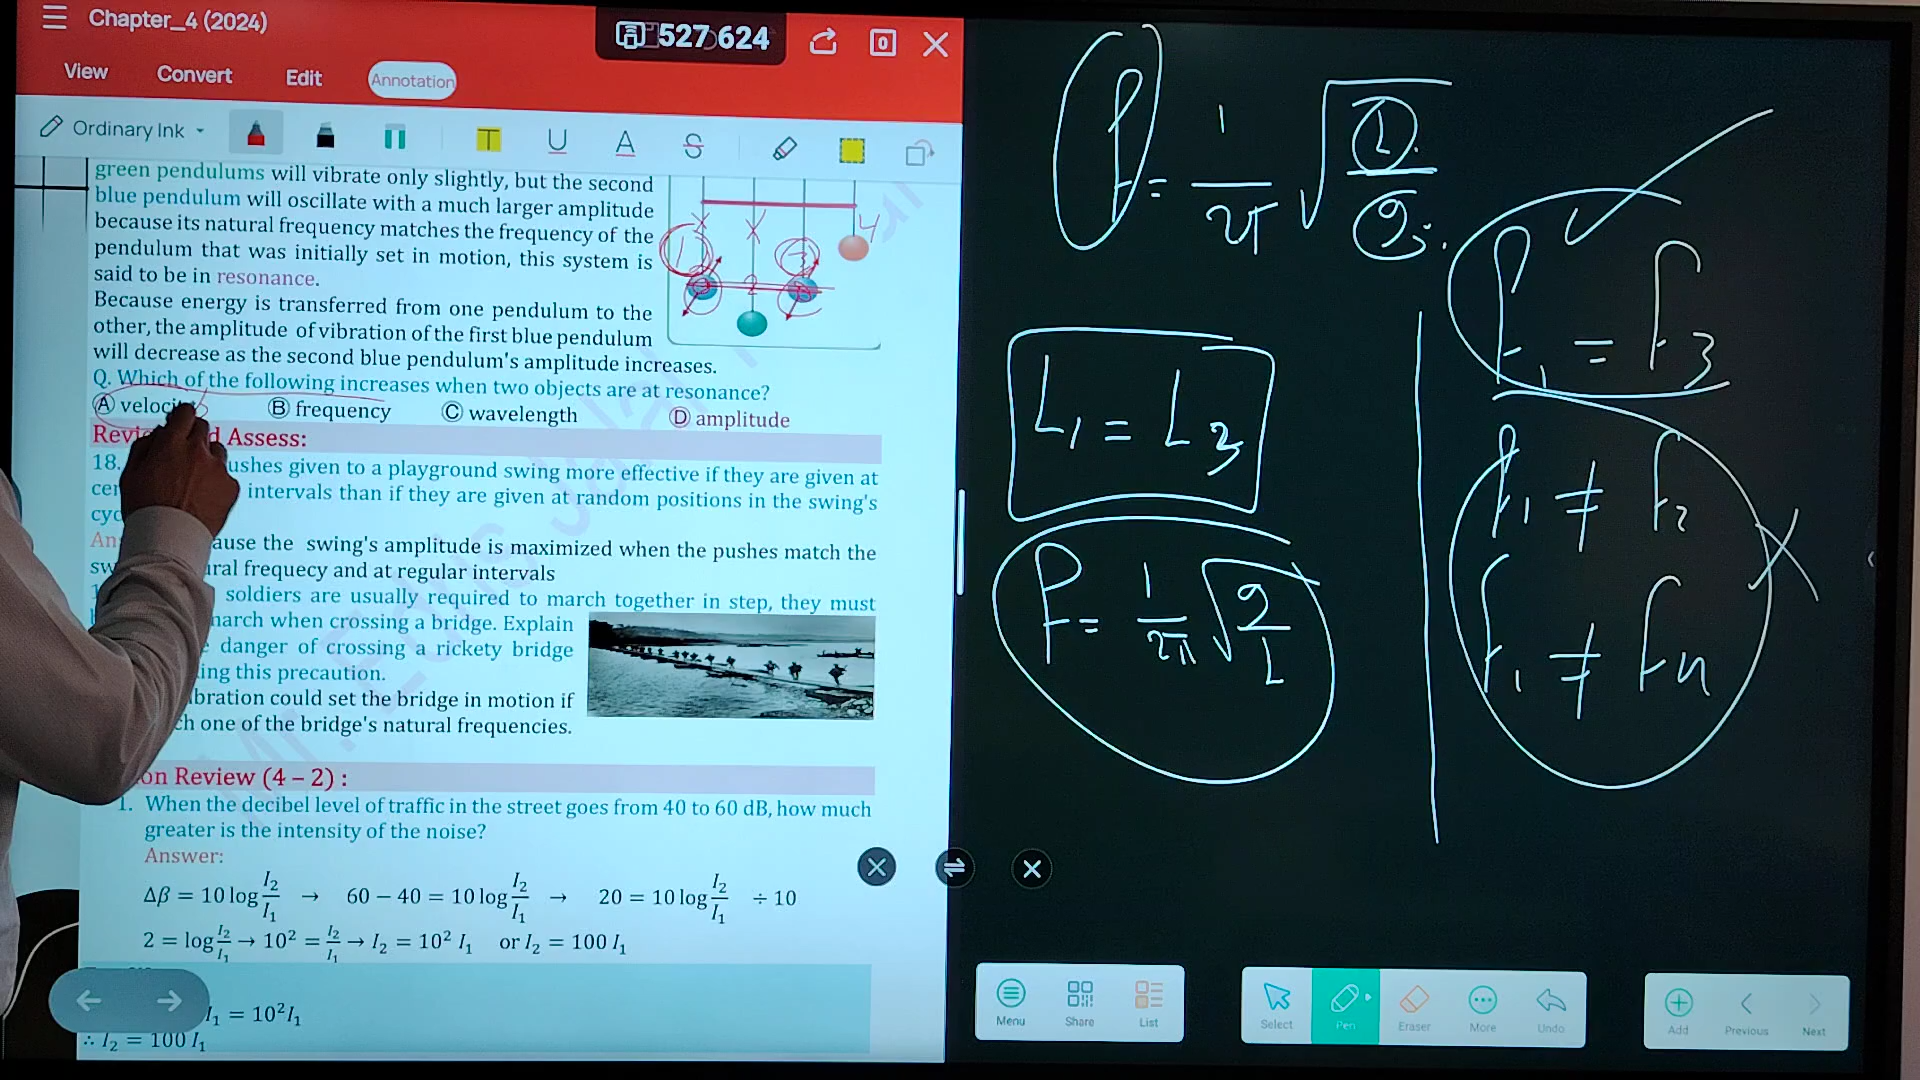 Chapter_4 (2024)
527 624
View Convert Edit Annotation
Ordinary Ink
green pendulums will vibrate only slightly, but the second
blue pendulum will oscillate with a much larger amplitude
because its natural frequency matches the frequency of the
pendulum that was initially set in motion, this system is
said to be in resonance.
Because energy is transferred from one pendulum to the
other, the amplitude of vibration of the first blue pendulum
will decrease as the second blue pendulum's amplitude increases.
Q. Which of the following increases when two objects are at resonance?
Ⓐ Ⓑ frequency Ⓒ wavelength Ⓓ amplitude
Assess:
18. ushes given to a playground swing more effective if they are given at
intervals than if they are given at random positions in the swing's
ause the swing's amplitude is maximized when the pushes match the
ral frequecy and at regular intervals
soldiers are usually required to march together in step, they must
arch when crossing a bridge. Explain
danger of crossing a rickety bridge
ing this precaution.
bration could set the bridge in motion if
ch one of the bridge's natural frequencies.
on Review (4 – 2) :
1. When the decibel level of traffic in the street goes from 40 to 60 dB, how much
greater is the intensity of the noise?
Answer:
Δβ = 10 log I₂/I₁ → 60 − 40 = 10 log I₂/I₁ → 20 = 10 log I₂/I₁ ÷ 10
2 = log I₂/I₁ → 10² = I₂/I₁ → I₂ = 10² I₁ or I₂ = 100 I₁
I₁ = 10²I₁
∴ I₂ = 100 I₁
1 2 3 4
f = 1/2π √L/g
L₁ = L₃
f = 1/2π √g/L
f₁ = f₃
f₁ ≠ f₂
f₁ ≠ f₄
Menu Share List
Select Pen Eraser More Undo
Add Previous Next